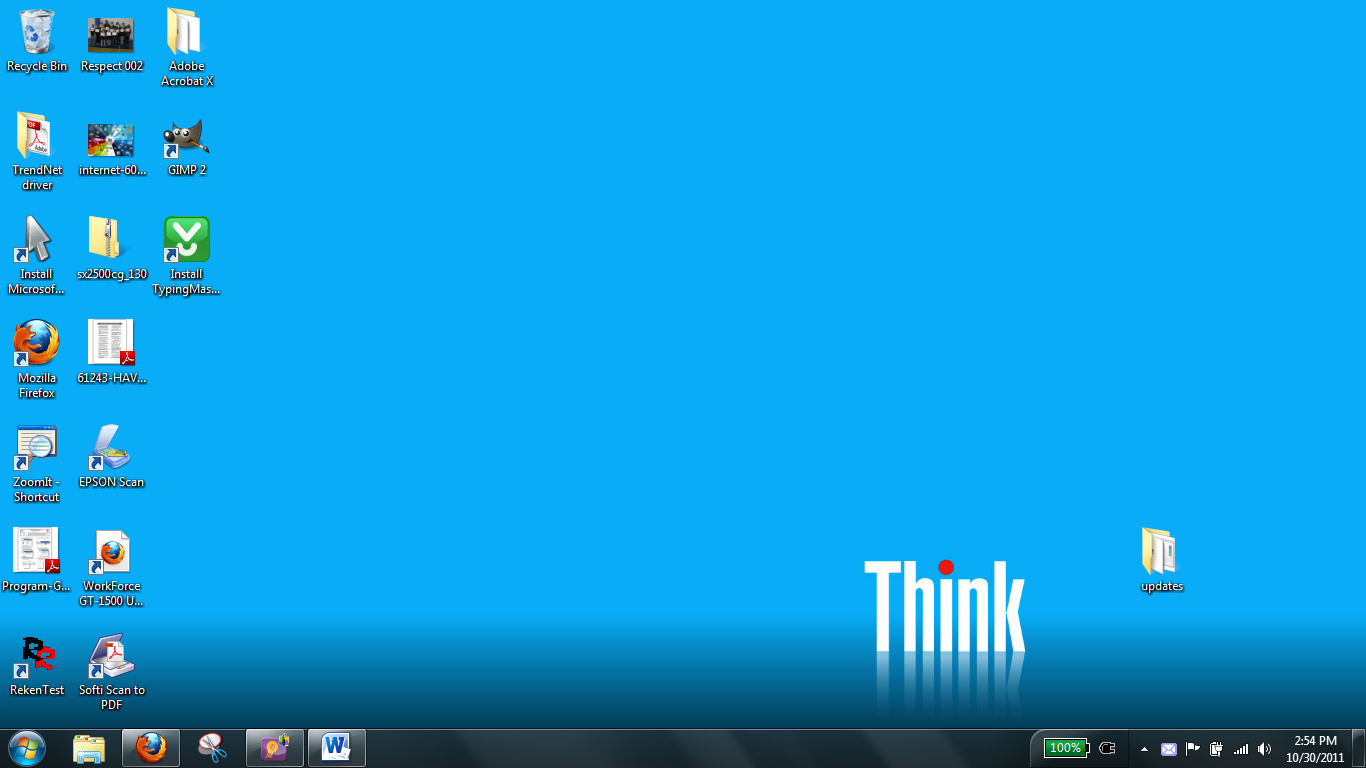 Recycle Bin
Respect 002
Adobe
Acrobat X
TrendNet
driver
internet-60...
GIMP 2
Install
Microsof...
sx2500cg_130
Install
TypingMas...
Mozilla
Firefox
61243-HAV...
ZoomIt -
Shortcut
EPSON Scan
Program-G...
WorkForce
GT-1500 U...
updates
Think
RekenTest
Softi Scan to
PDF
100%
2:54 PM
10/30/2011